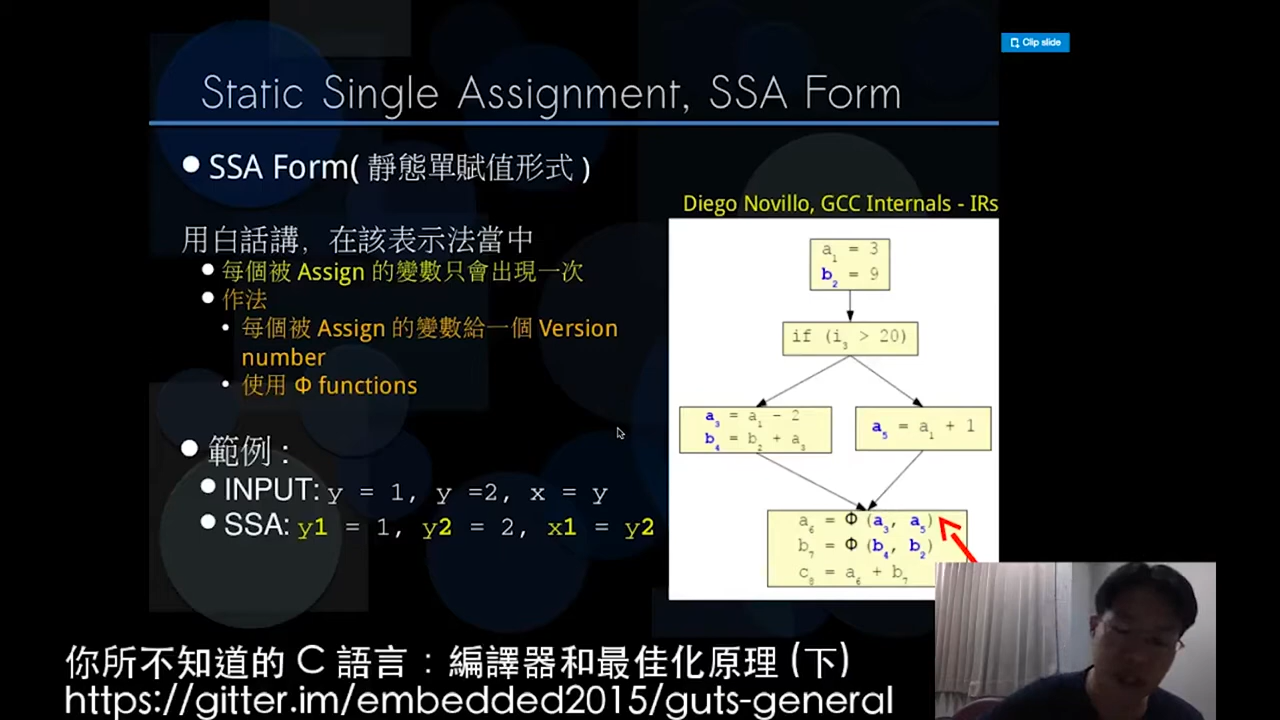 Clip slide
Static Single Assignment, SSA Form
SSA Form( 靜態單賦值形式 )
用白話講，在該表示法當中
每個被 Assign 的變數只會出現一次
作法
每個被 Assign 的變數給一個 Version
number
使用 Φ functions
範例 :
INPUT: y = 1, y =2, x = y
SSA: y1 = 1, y2 = 2, x1 = y2
Diego Novillo, GCC Internals - IRs
a₁ = 3
b₂ = 9
if (i₃ > 20)
a₃ = a₁ - 2
b₄ = b₂ + a₃
a₅ = a₁ + 1
a₆ = Φ (a₃, a₅)
b₇ = Φ (b₄, b₂)
c₈ = a₆ + b₇
你所不知道的 C 語言：編譯器和最佳化原理 (下)
https://gitter.im/embedded2015/guts-general